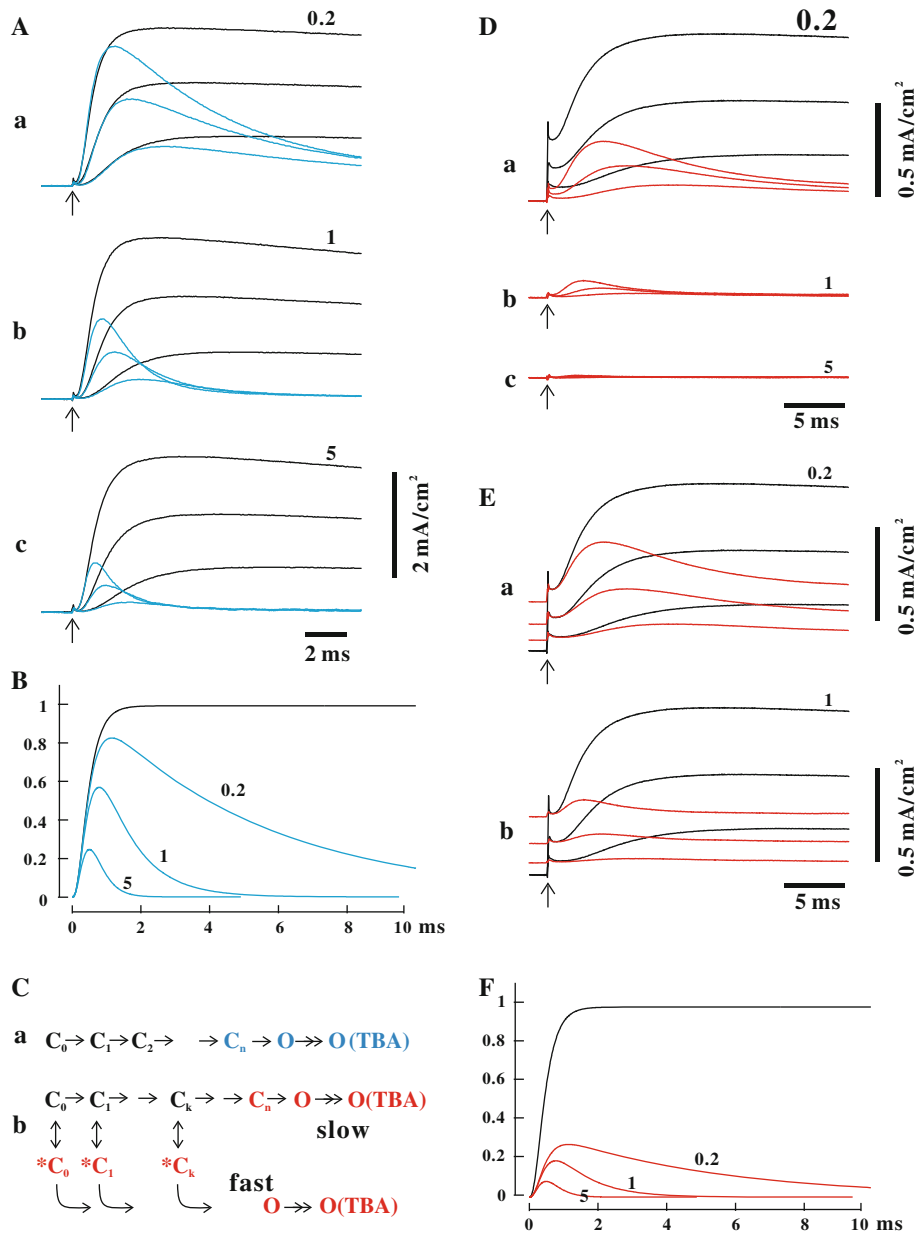 A
0.2
a
1
b
5
c
2 mA/cm²
2 ms
B
1
0.8
0.6
0.4
0.2
0
0.2
1
5
0 2 4 6 8 10 ms
C
a
C₀→C₁→C₂→ →Cₙ→O→→O(TBA)
b
C₀→C₁→ → Cₖ→ →Cₙ→O→→O(TBA)
slow
*C₀ *C₁ *Cₖ
fast
O→→O(TBA)
D
0.2
a
0.5 mA/cm²
b
1
c
5
5 ms
E
0.2
a
0.5 mA/cm²
1
b
0.5 mA/cm²
5 ms
F
1
0.8
0.6
0.4
0.2
0
0.2
1
5
0 2 4 6 8 10 ms